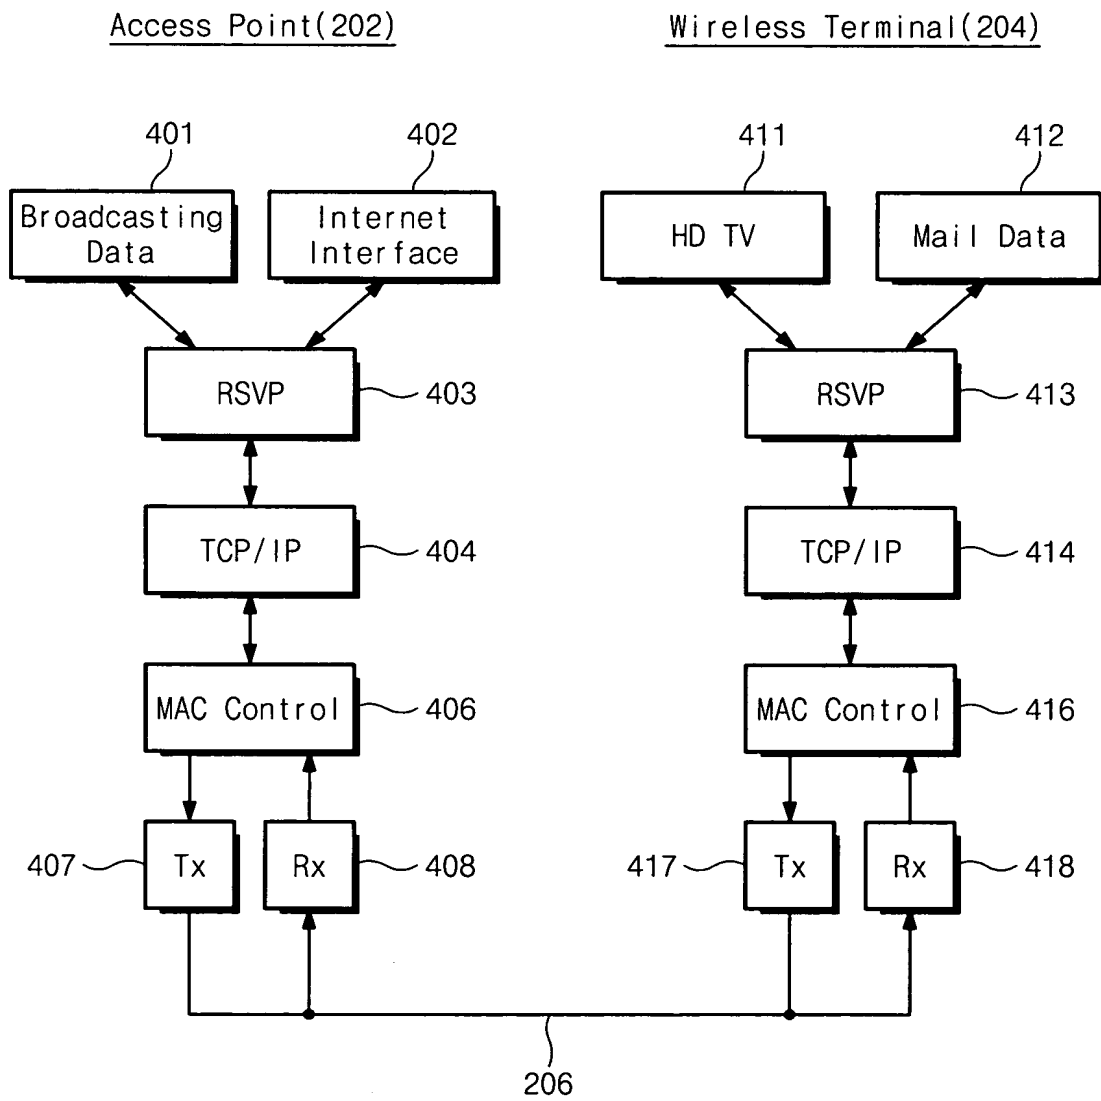 Access Point(202)
Wireless Terminal(204)
401
402
411
412
Broadcasting
Data
Internet
Interface
HD TV
Mail Data
RSVP
403
RSVP
413
TCP/IP
404
TCP/IP
414
MAC Control
406
MAC Control
416
407
Tx
Rx
408
417
Tx
Rx
418
206